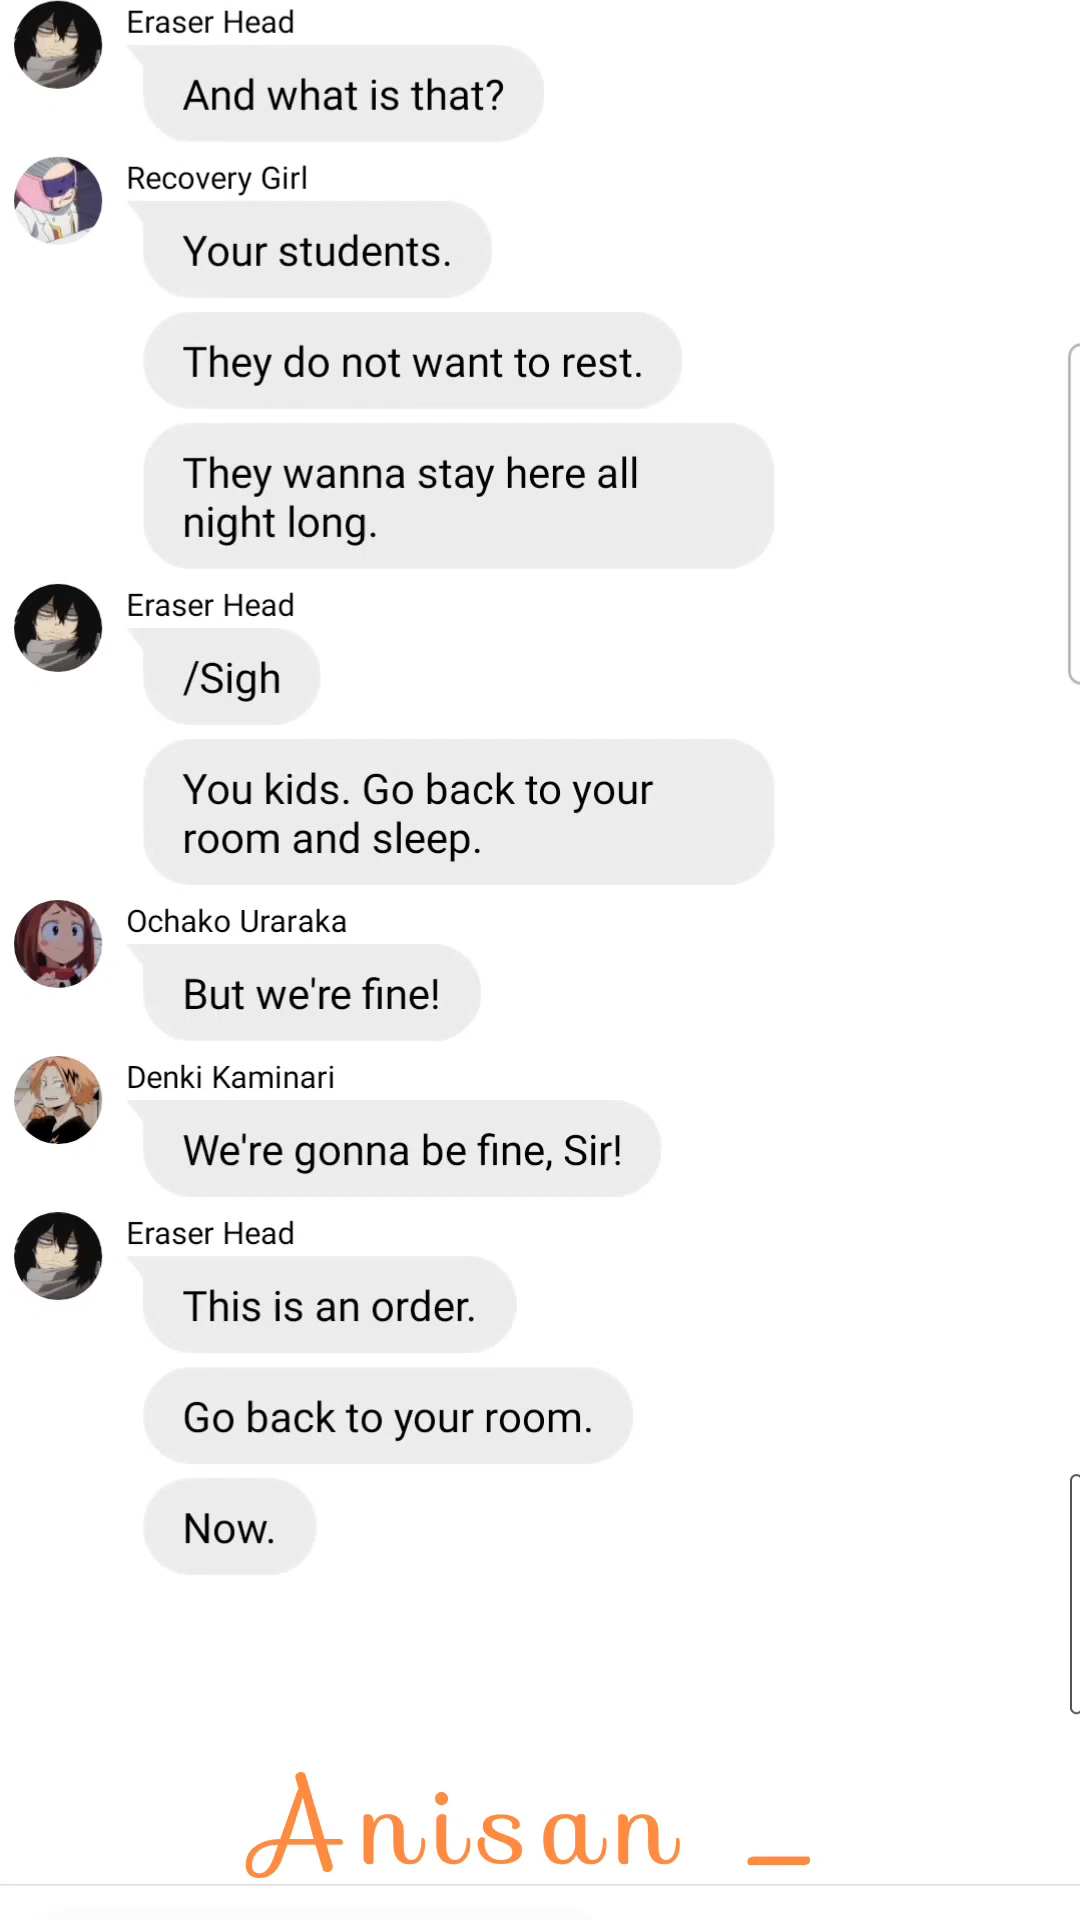 Eraser Head
And what is that?
Recovery Girl
Your students.
They do not want to rest.
They wanna stay here all
night long.
Eraser Head
/Sigh
You kids. Go back to your
room and sleep.
Ochako Uraraka
But we're fine!
Denki Kaminari
We're gonna be fine, Sir!
Eraser Head
This is an order.
Go back to your room.
Now.
Anisan _